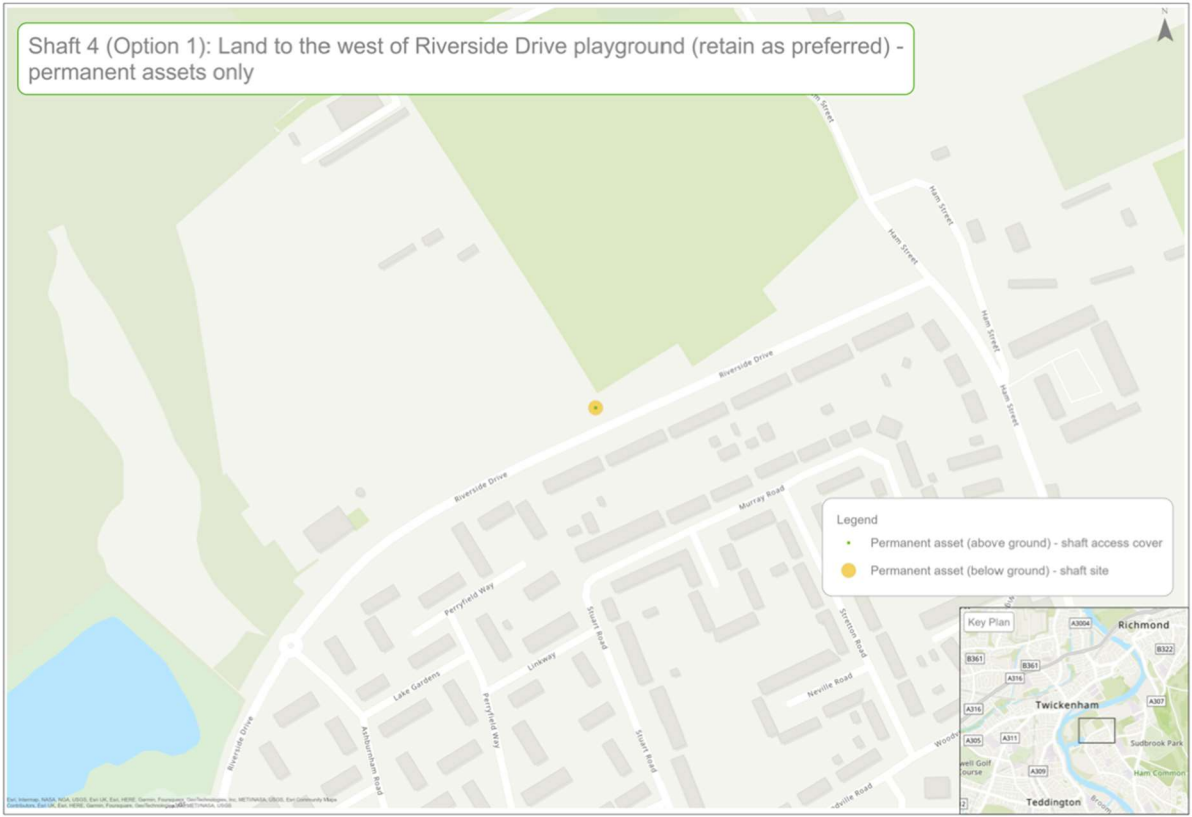 Shaft 4 (Option 1): Land to the west of Riverside Drive playground (retain as preferred) -
permanent assets only
N
Ham Street
Ham Street
Ham Street
Ham Street
Riverside Drive
Riverside Drive
Murray Road
Perryfield Way
Stuart Road
Linkway
Lake Gardens
Perryfield Way
Ashburnham Road
Riverside Drive
Stuart Road
Stretton Road
Neville Road
Legend
Permanent asset (above ground) - shaft access cover
Permanent asset (below ground) - shaft site
Key Plan
A3004
Richmond
B361
B361
B322
A316
A316
Twickenham
A307
A305
A311
Sudbrook Park
A309
Ham Common
Teddington